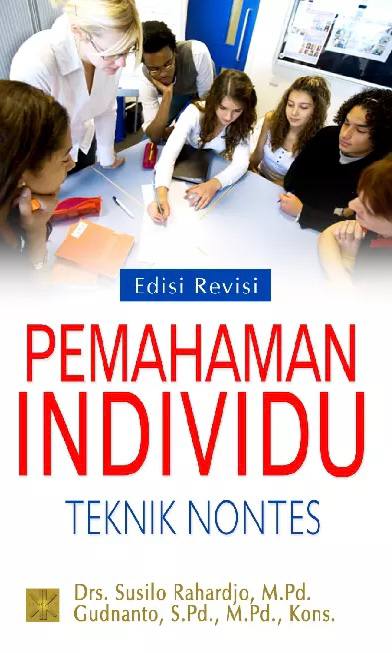 Edisi Revisi
PEMAHAMAN
INDIVIDU
TEKNIK NONTES
Drs. Susilo Rahardjo, M.Pd.
Gudnanto, S.Pd., M.Pd., Kons.